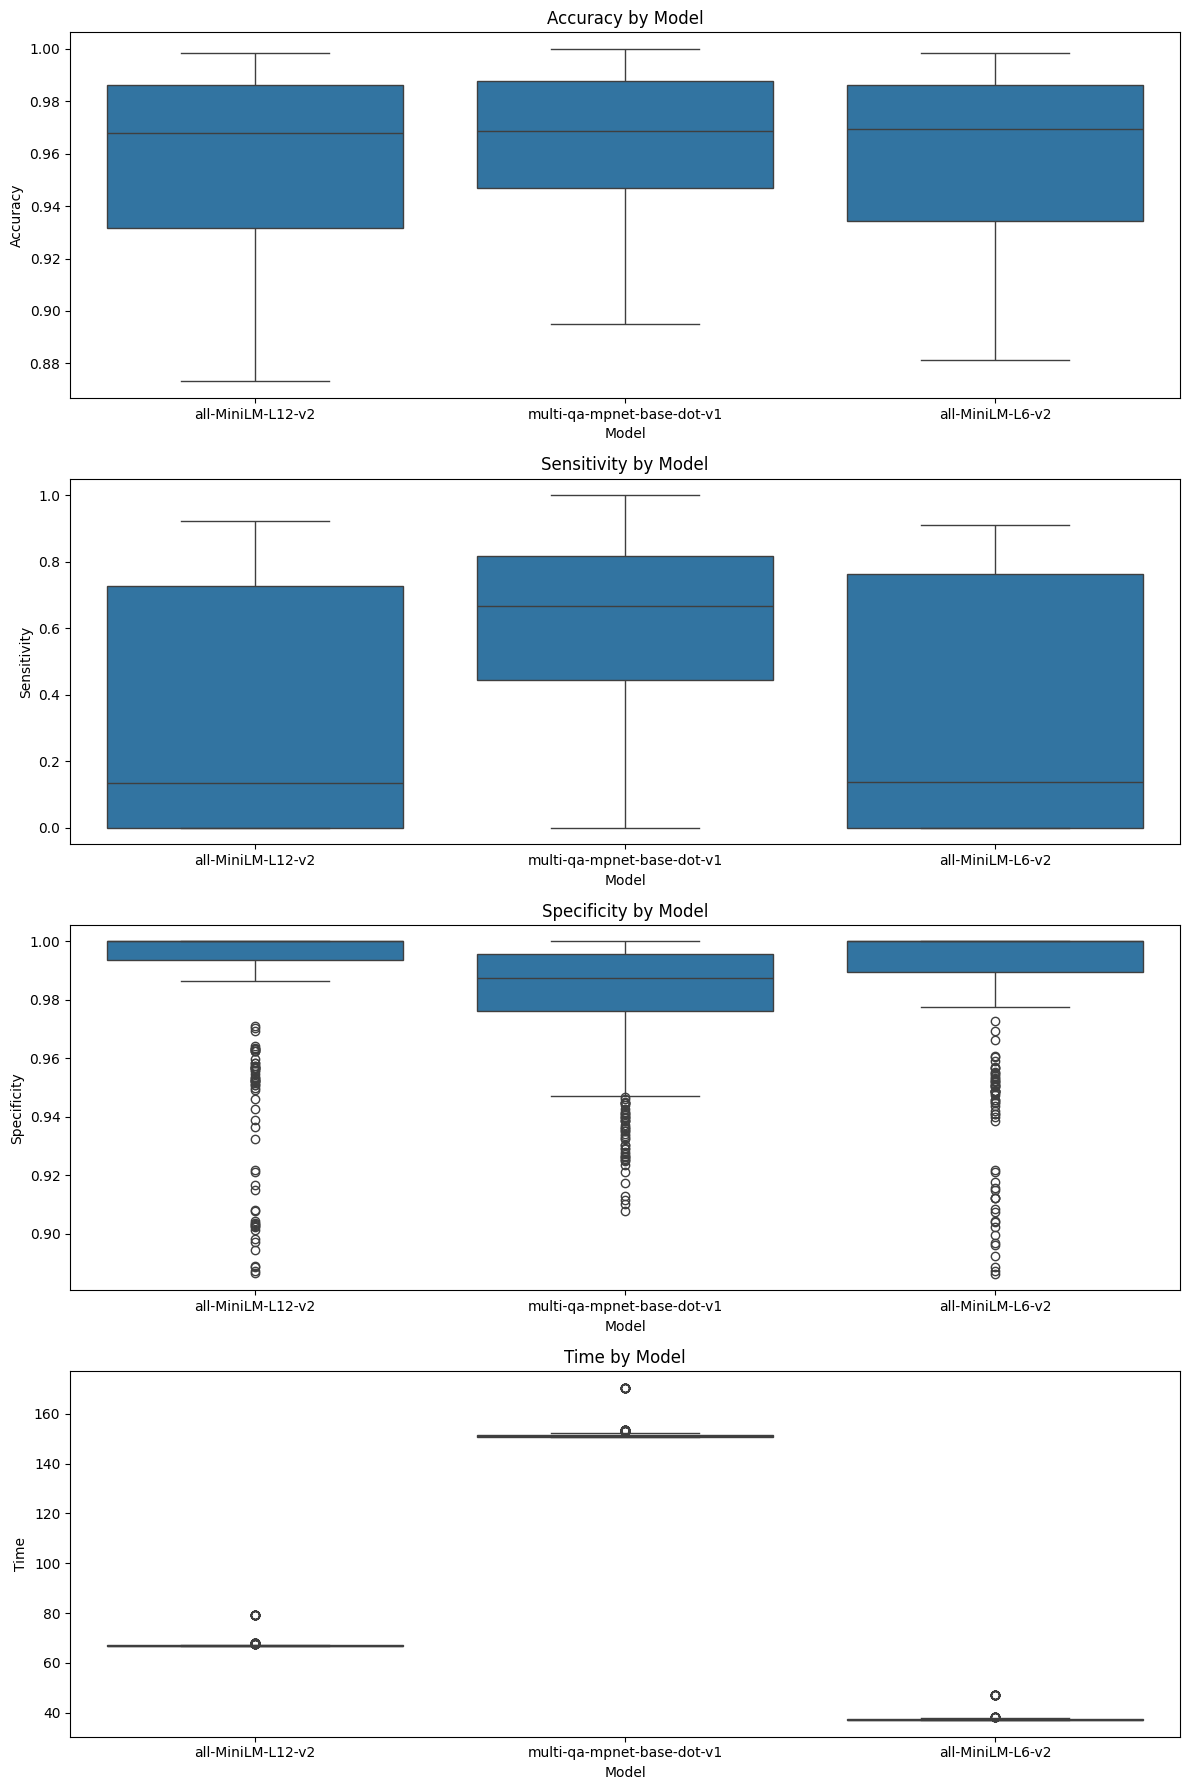 Accuracy by Model
Accuracy
1.00
0.98
0.96
0.94
0.92
0.90
0.88
all-MiniLM-L12-v2
multi-qa-mpnet-base-dot-v1
all-MiniLM-L6-v2
Model
Sensitivity by Model
Sensitivity
1.0
0.8
0.6
0.4
0.2
0.0
all-MiniLM-L12-v2
multi-qa-mpnet-base-dot-v1
all-MiniLM-L6-v2
Model
Specificity by Model
Specificity
1.00
0.98
0.96
0.94
0.92
0.90
all-MiniLM-L12-v2
multi-qa-mpnet-base-dot-v1
all-MiniLM-L6-v2
Model
Time by Model
Time
160
140
120
100
80
60
40
all-MiniLM-L12-v2
multi-qa-mpnet-base-dot-v1
all-MiniLM-L6-v2
Model